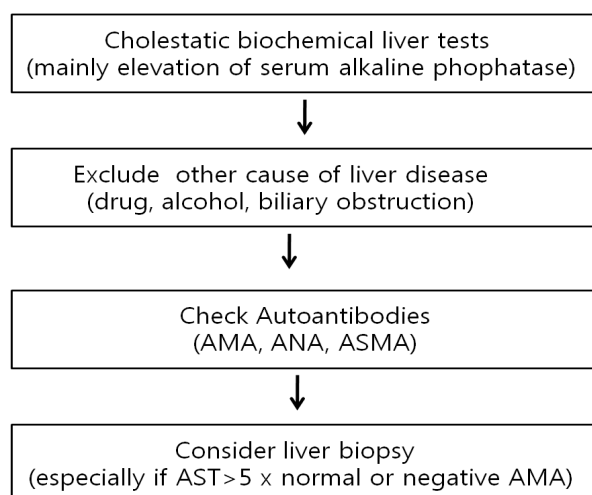 Cholestatic biochemical liver tests
(mainly elevation of serum alkaline phophatase)
Exclude other cause of liver disease
(drug, alcohol, biliary obstruction)
Check Autoantibodies
(AMA, ANA, ASMA)
Consider liver biopsy
(especially if AST>5 x normal or negative AMA)